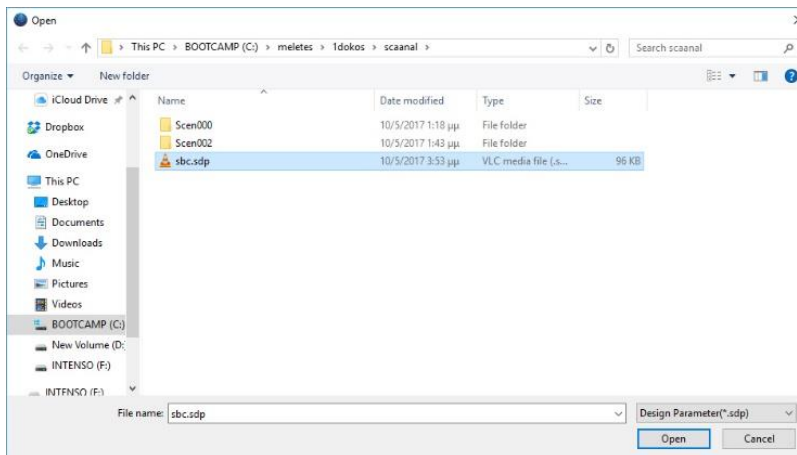 Open
This PC > BOOTCAMP (C:) > meletes > 1dokos > scaanal >
Search scaanal
Organize
New folder
Name
Date modified
Type
Size
iCloud Drive
Dropbox
OneDrive
This PC
Desktop
Documents
Downloads
Music
Pictures
Videos
BOOTCAMP (C:)
New Volume (D:
INTENSO (F:)
INTENSO (F:)
Scen000 10/5/2017 1:18 μμ File folder
Scen002 10/5/2017 1:43 μμ File folder
sbc.sdp 10/5/2017 3:53 μμ VLC media file (.s... 96 KB
File name: sbc.sdp
Design Parameter(*.sdp)
Open
Cancel